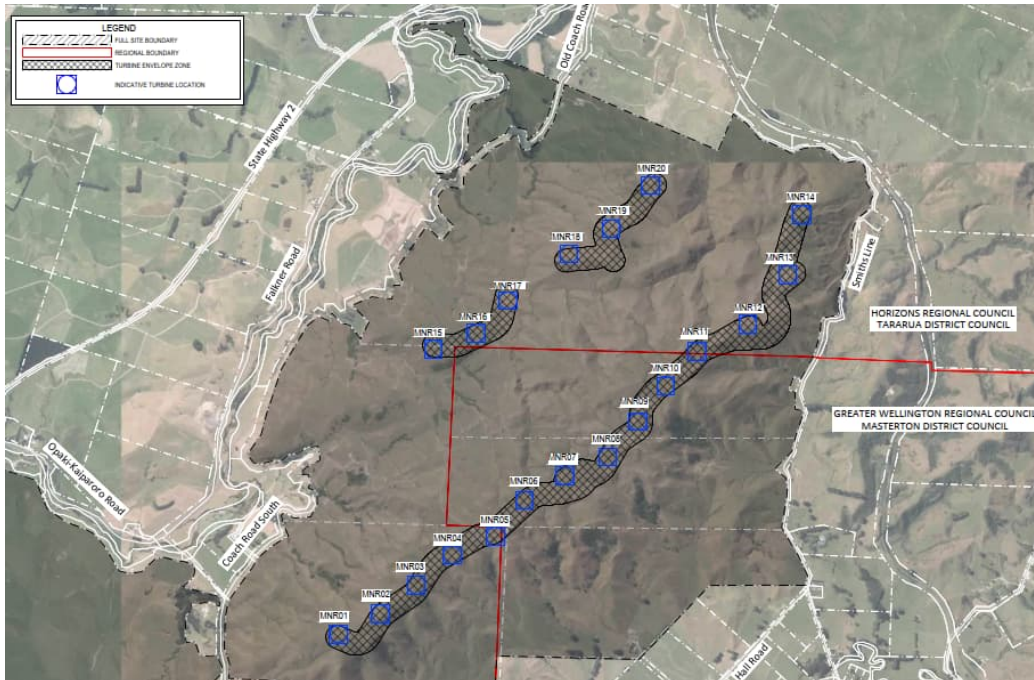 LEGEND
FULL SITE BOUNDARY
REGIONAL BOUNDARY
TURBINE ENVELOPE ZONE
INDICATIVE TURBINE LOCATION
State Highway 2
Old Coach Road
Falkner Road
Smiths Line
MNR20
MNR19
MNR18
MNR14
MNR13
MNR17
MNR16
MNR15
MNR12
MNR11
HORIZONS REGIONAL COUNCIL
TARARUA DISTRICT COUNCIL
MNR10
MNR09
GREATER WELLINGTON REGIONAL COUNCIL
MASTERTON DISTRICT COUNCIL
MNR08
MNR07
MNR06
MNR05
MNR04
MNR03
MNR02
MNR01
Opaki-Kaiparoro Road
Coach Road South
Hall Road